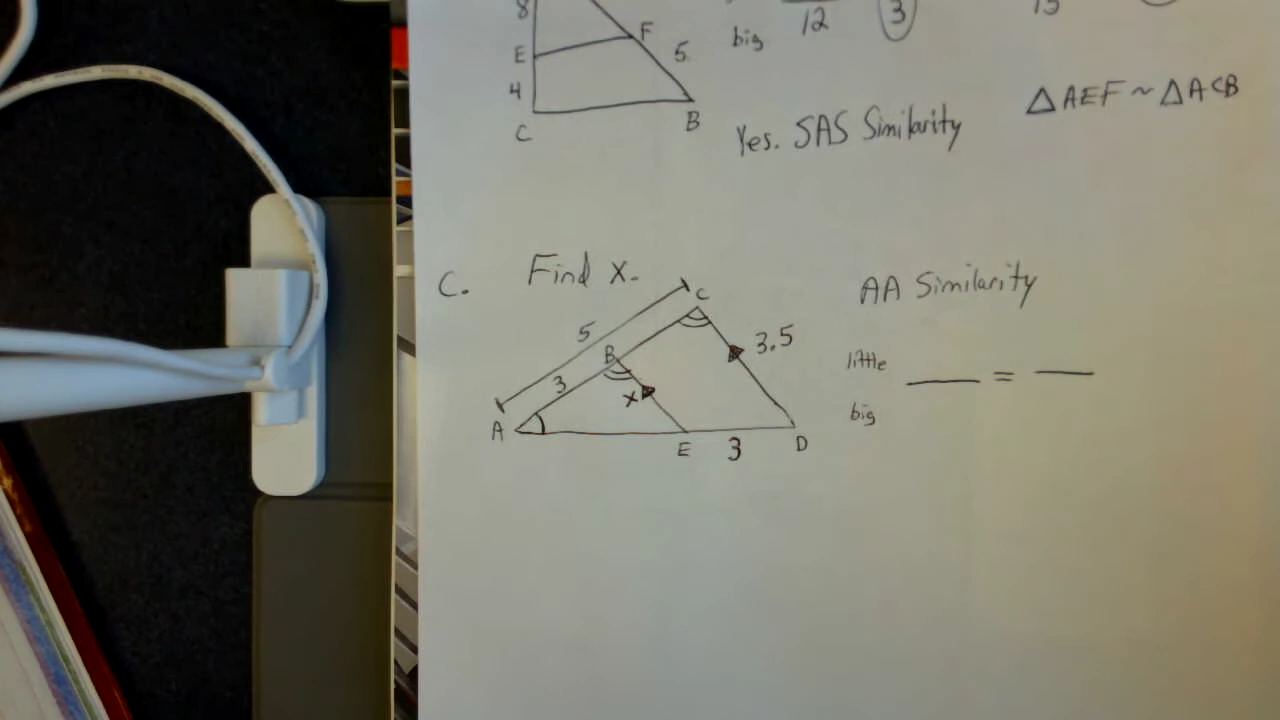 8
E
F
5
4
C
B
big
12
3
15
Yes. SAS Similarity
△AEF ~ △ACB
C. Find x.
5
C
B
3
x
3.5
A
E
3
D
AA Similarity
little
=
big